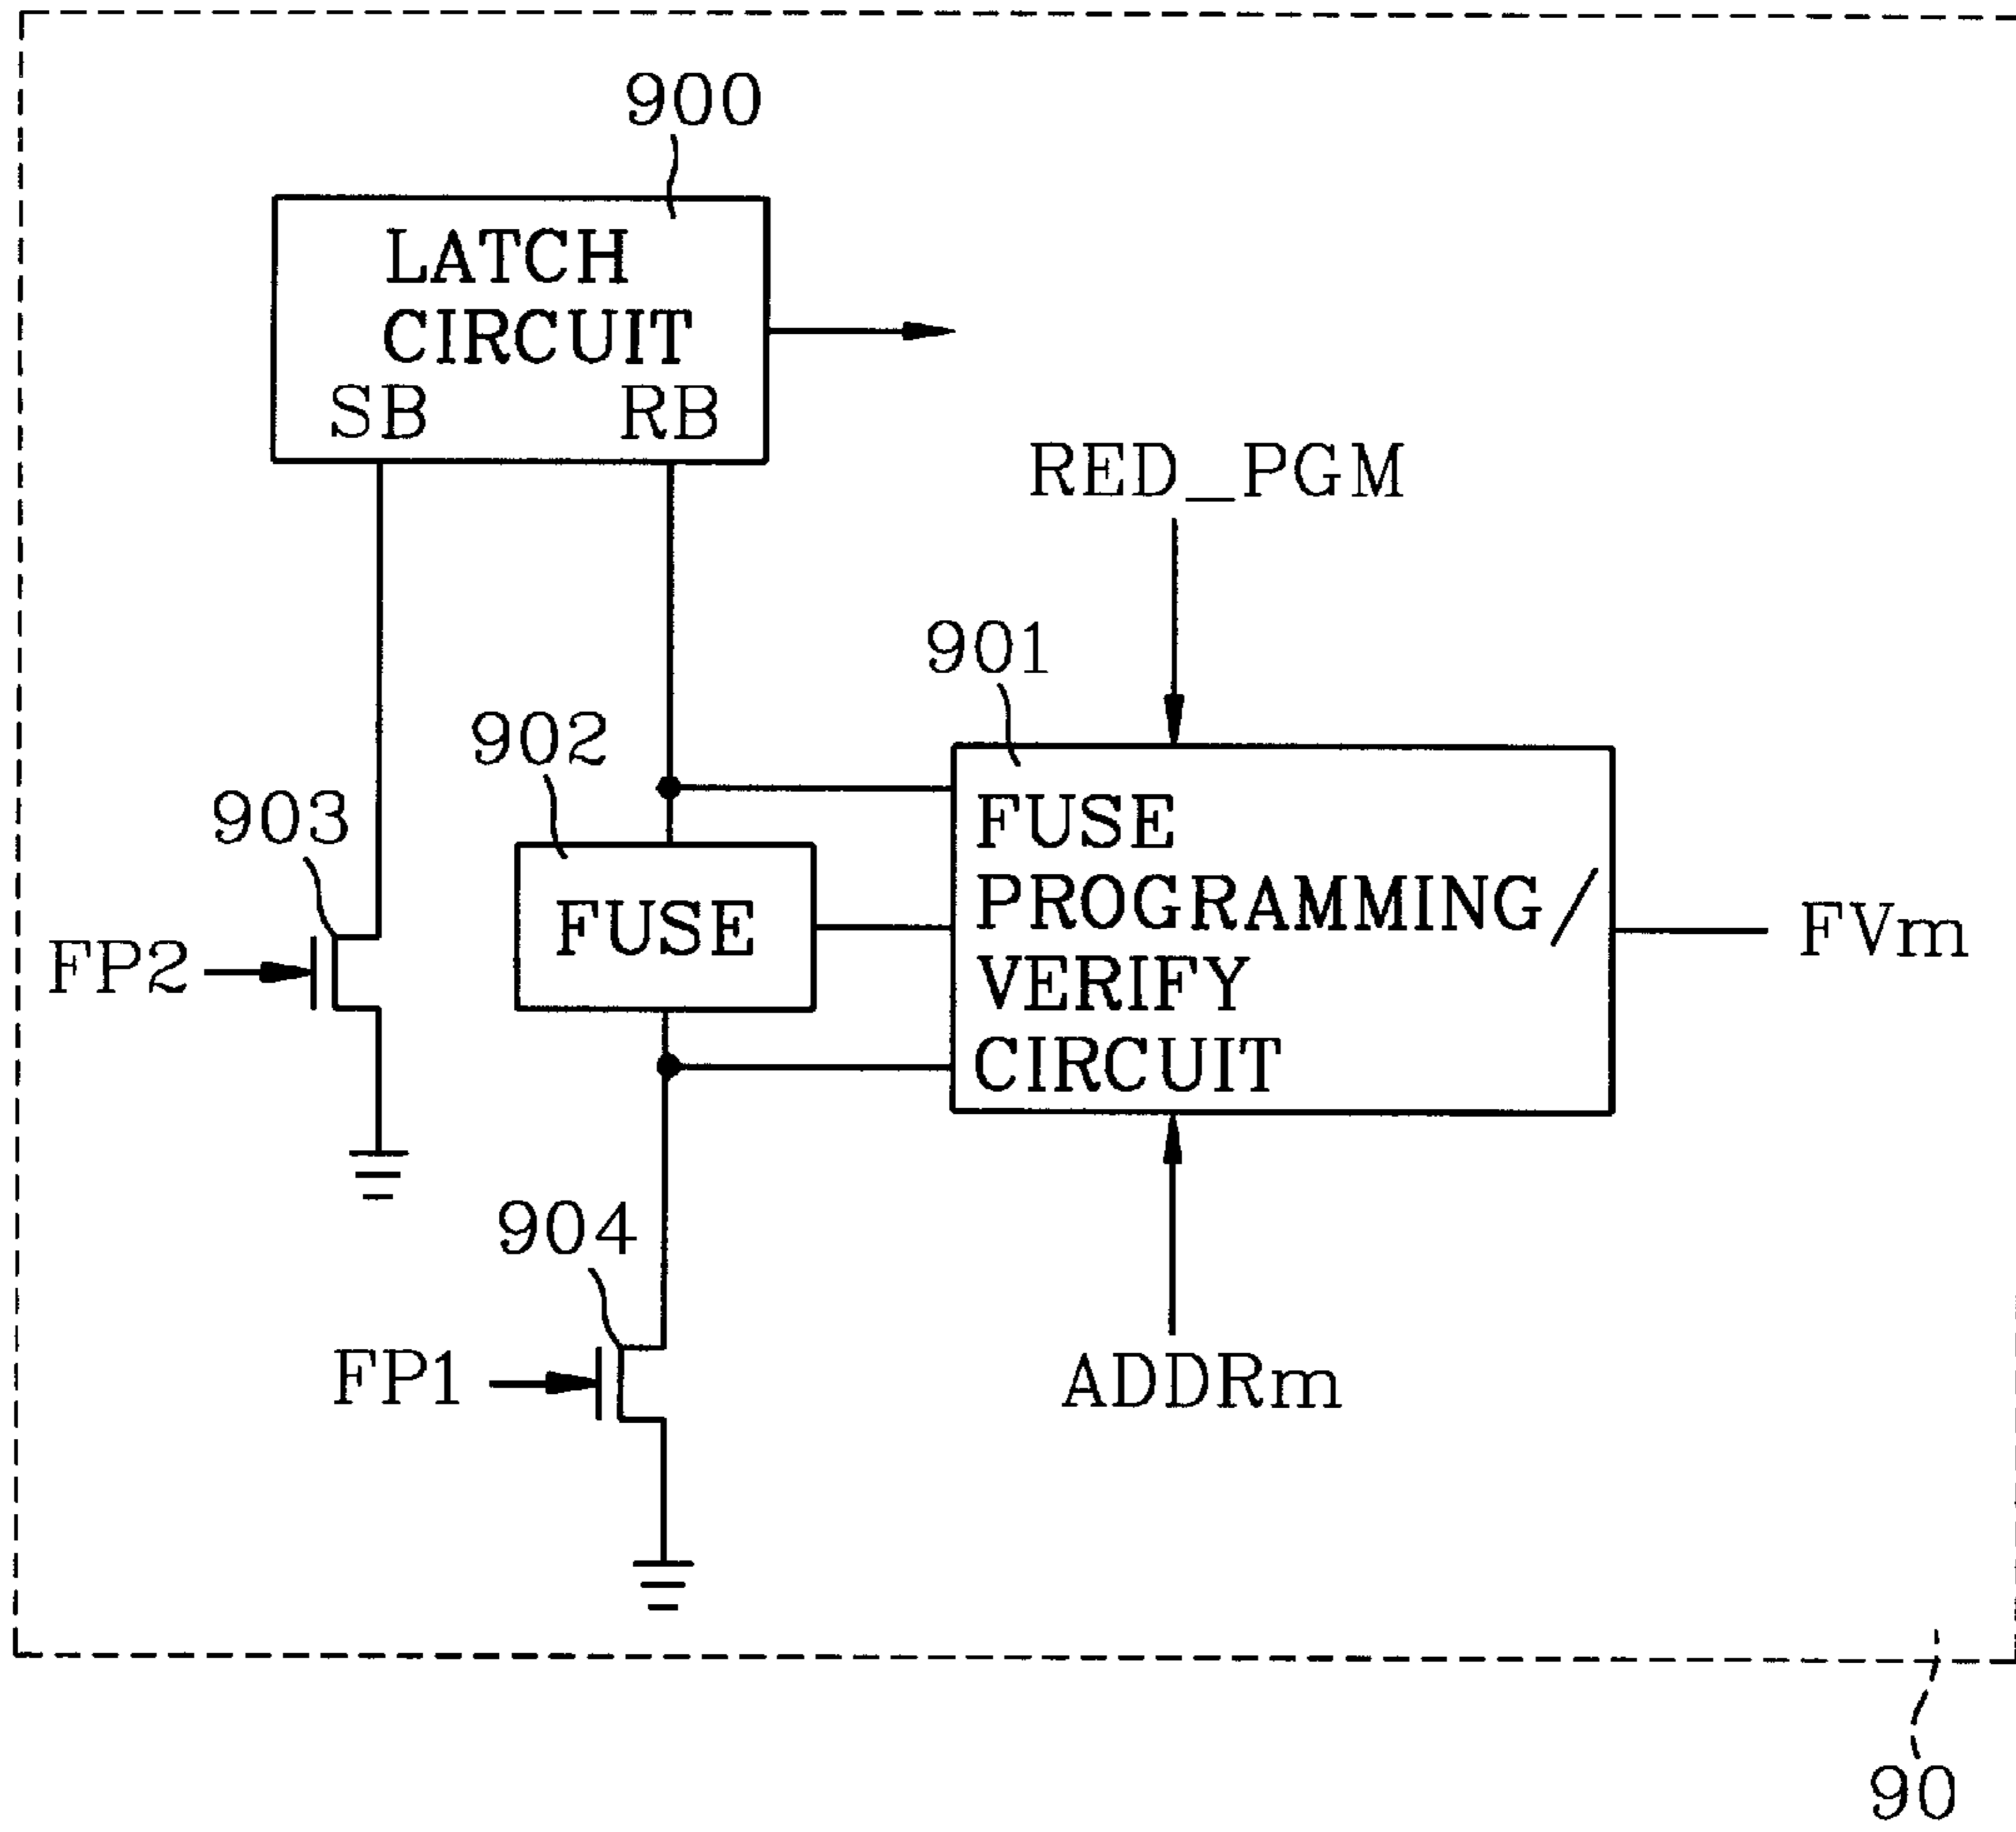 900
LATCH
CIRCUIT
SB RB
RED_PGM
901
902
903
FUSE
PROGRAMMING/
VERIFY
CIRCUIT
FUSE
FP2
FVm
904
FP1
ADDRm
90